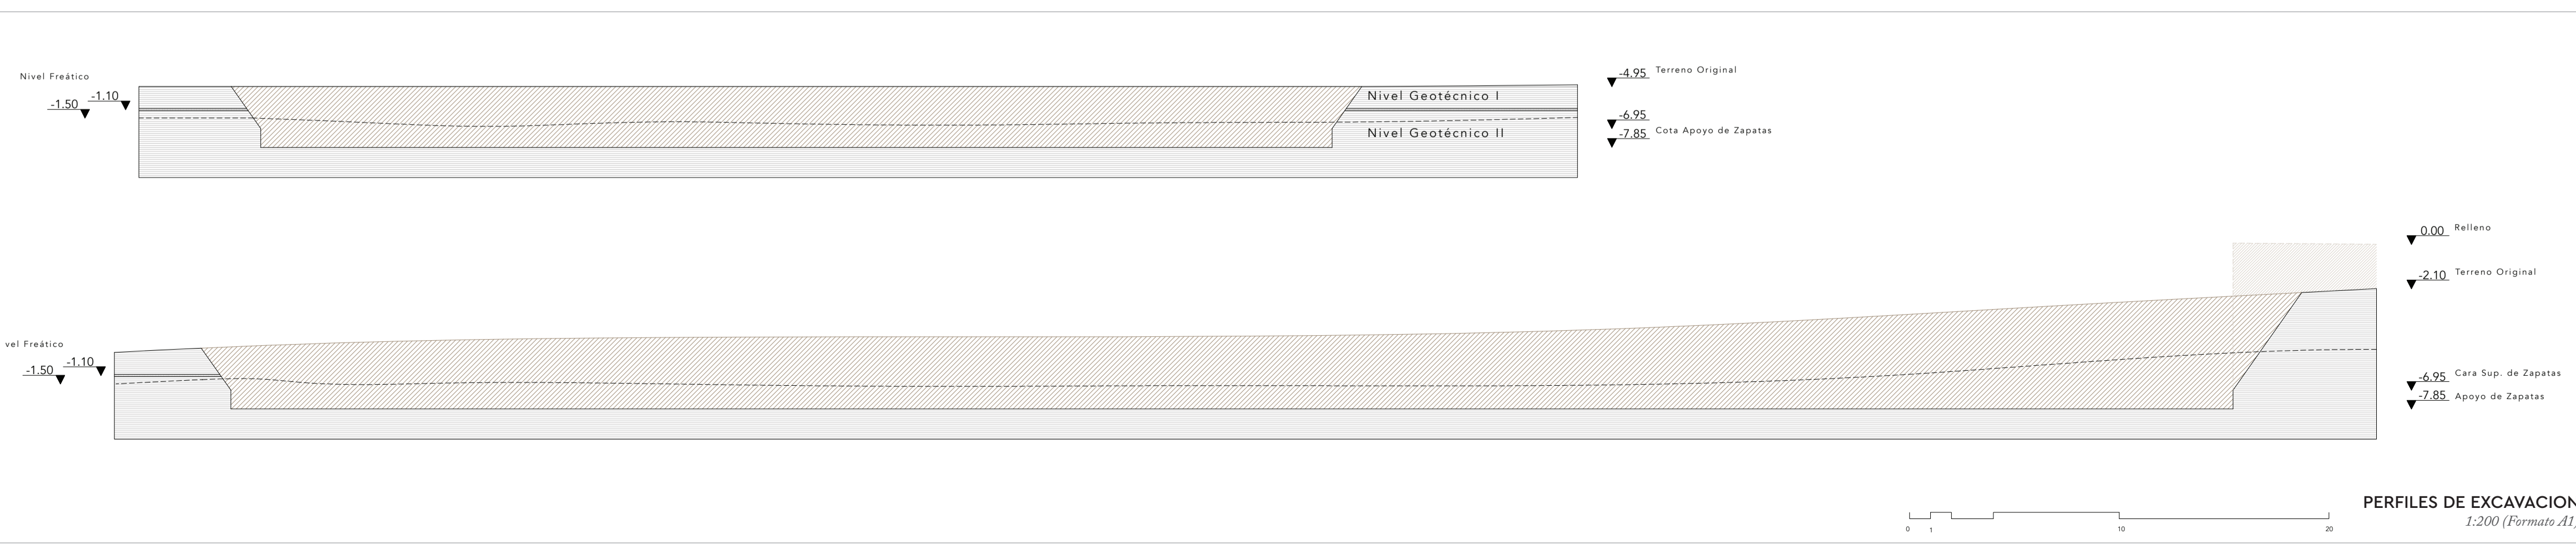 Nivel Freático
-1.10
-1.50
Nivel Geotécnico I
Nivel Geotécnico II
-4.95 Terreno Original
-6.95
-7.85 Cota Apoyo de Zapatas
0.00 Relleno
-2.10 Terreno Original
vel Freático
-1.10
-1.50
-6.95 Cara Sup. de Zapatas
-7.85 Apoyo de Zapatas
0 1 10 20
PERFILES DE EXCAVACION
1:200 (Formato A1)